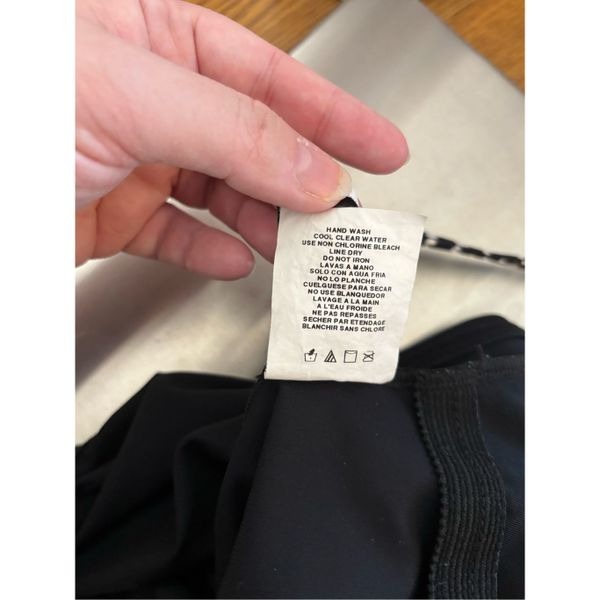 HAND WASH
COOL CLEAR WATER
USE NON CHLORINE BLEACH
LINE DRY
DO NOT IRON
LAVAS A MANO
SOLO CON AGUA FRIA
NO LO PLANCHE
CUELGUESE PARA SECAR
NO USE BLANQUEDOR
LAVAGE A LA MAIN
A L'EAU FROIDE
NE PAS REPASSES
SECHER PAR ETENDAGE
BLANCHIR SANS CHLORE